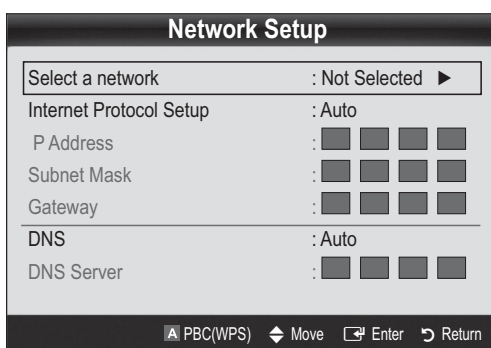 Network Setup
Select a network : Not Selected ►
Internet Protocol Setup : Auto
P Address :
Subnet Mask :
Gateway :
DNS : Auto
DNS Server :
A PBC(WPS) Move Enter Return